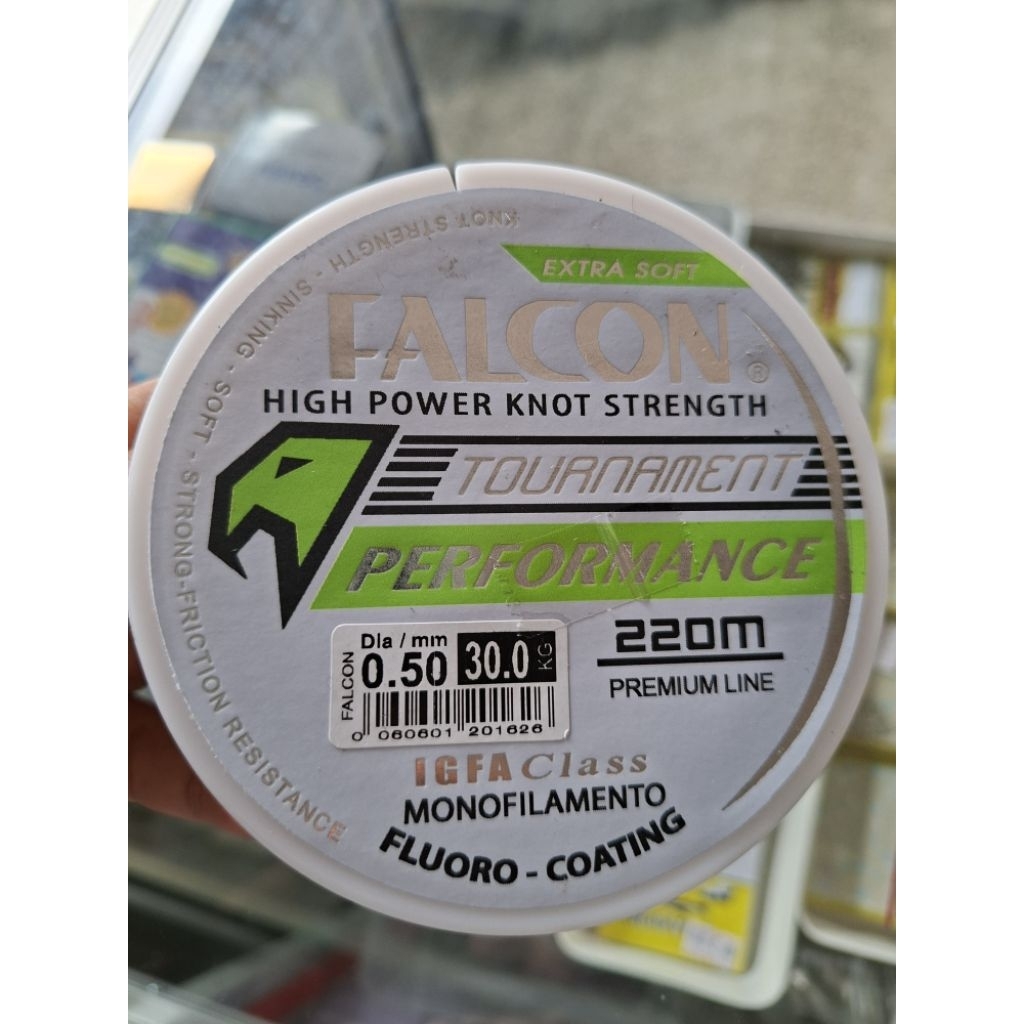 KNOT STRENGTH - SINKING - SOFT - STRONG-FRICTION RESISTANCE
EXTRA SOFT
FALCON®
HIGH POWER KNOT STRENGTH
TOURNAMENT
PERFORMANCE
220m
PREMIUM LINE
FALCON
Dia / mm
0.50 30.0 KG
0 060601 201626
IGFA Class
MONOFILAMENTO
FLUORO - COATING